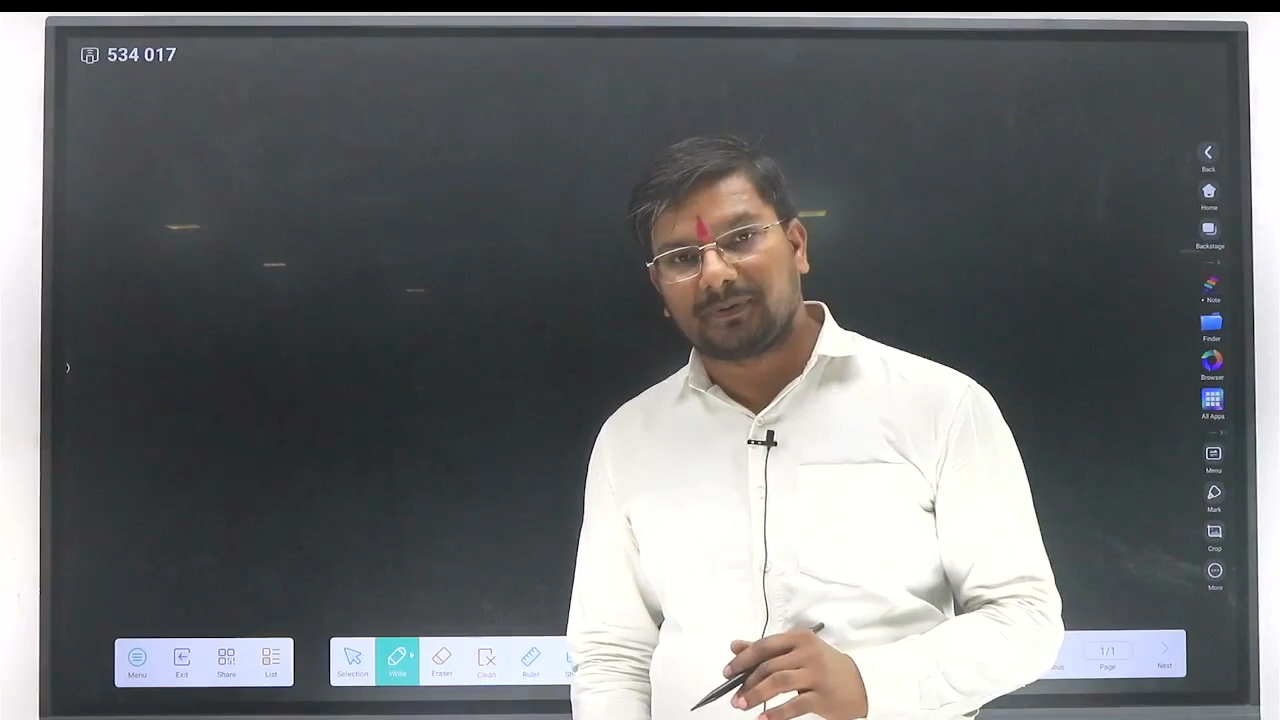 534 017
Back
Home
Backstage
Note
Finder
Browser
All Apps
Menu
Mark
Crop
More
Menu
Exit
Share
List
Selection
Write
Eraser
Clean
Ruler
1/1
Page
Next